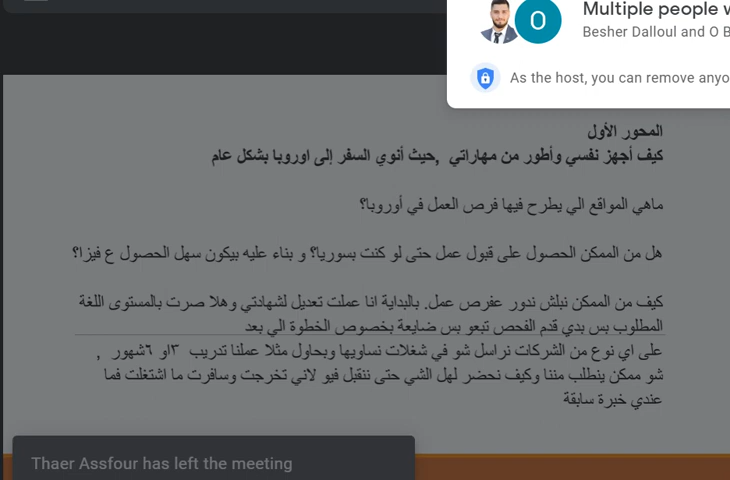 Multiple people
Besher Dalloul and O B
As the host, you can remove
المحور الأول
كيف أجهز نفسي وأطور من مهاراتي ,حيث أنوي السفر إلى اوروبا بشكل عام
ماهي المواقع الي يطرح فيها فرص العمل في أوروبا؟
هل من الممكن الحصول على قبول عمل حتى لو كنت بسوريا؟ و بناء عليه بيكون سهل الحصول ع فيزا؟
كيف من الممكن نبلش ندور عفرص عمل. بالبداية انا عملت تعديل لشهادتي وهلا صرت بالمستوى اللغة
المطلوب بس بدي قدم الفحص تبعو بس ضايعة بخصوص الخطوة الي بعد
على اي نوع من الشركات نراسل شو في شغلات نساويها وبحاول مثلا عملنا تدريب ٣او ٦شهور ,
شو ممكن ينطلب مننا وكيف نحضر لهل الشي حتى ننقبل فيو لاني تخرجت وسافرت ما اشتغلت فما
عندي خبرة سابقة
Thaer Assfour has left the meeting